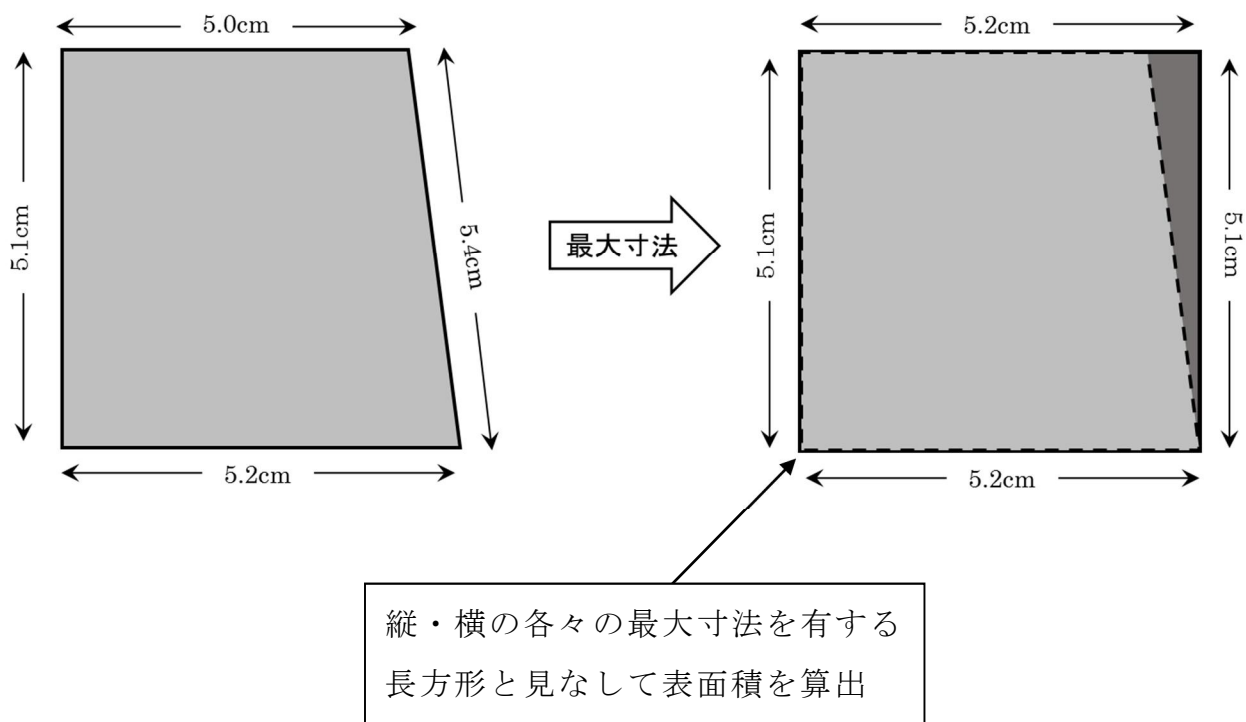 5.0cm
5.1cm
5.4cm
5.2cm
最大寸法
5.2cm
5.1cm
5.1cm
5.2cm
縦・横の各々の最大寸法を有する
長方形と見なして表面積を算出